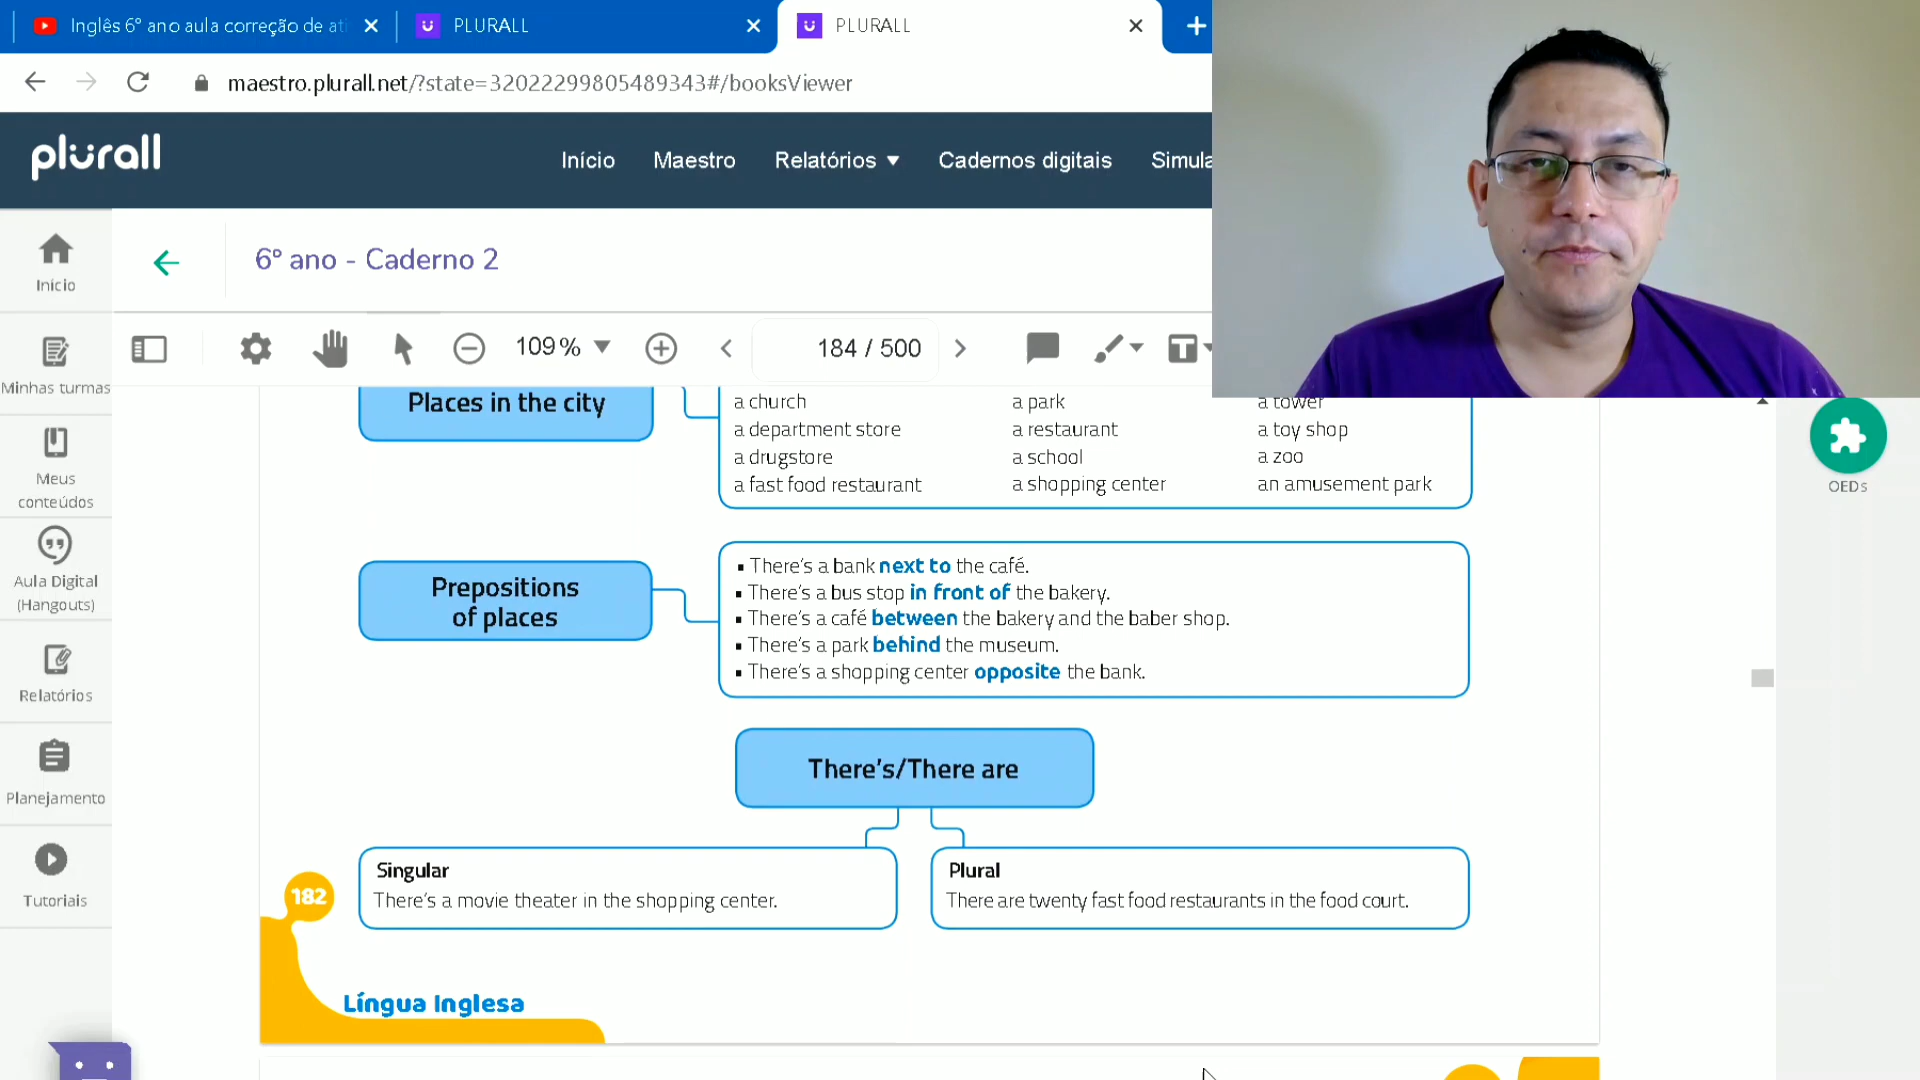 Inglês 6º ano aula correção de ati
PLURALL
PLURALL
maestro.plurall.net/?state=32022299805489343#/booksViewer
plurall
Início
Maestro
Relatórios
Cadernos digitais
Simula
Início
Minhas turmas
Meus
conteúdos
Aula Digital
(Hangouts)
Relatórios
Planejamento
Tutoriais
6º ano - Caderno 2
109%
184 / 500
OEDs
Places in the city
a church
a department store
a drugstore
a fast food restaurant
a park
a restaurant
a school
a shopping center
a tower
a toy shop
a zoo
an amusement park
Prepositions
of places
▪ There's a bank next to the café.
▪ There's a bus stop in front of the bakery.
▪ There's a café between the bakery and the baber shop.
▪ There's a park behind the museum.
▪ There's a shopping center opposite the bank.
There's/There are
Singular
There's a movie theater in the shopping center.
Plural
There are twenty fast food restaurants in the food court.
182
Língua Inglesa